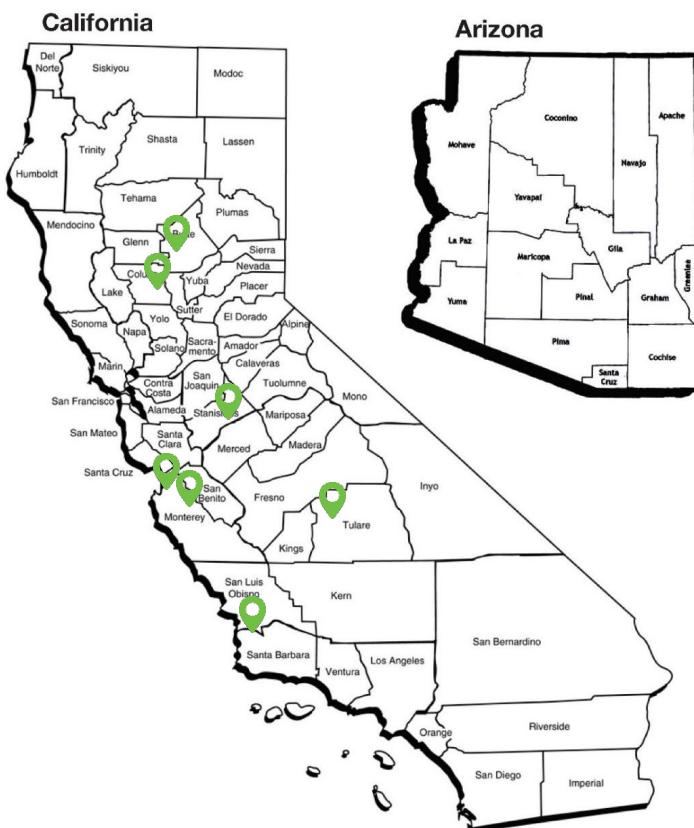 California
Arizona
Del
Norte
Siskiyou
Modoc
Humboldt
Trinity
Shasta
Lassen
Tehama
Plumas
Mendocino
Glenn
Sierra
Nevada
Placer
Lake
Yuba
Sutter
Yolo
El Dorado
Sonoma
Napa
Sacra-
mento
Amador
Alpine
Solano
Marin
Calaveras
San
Joaquin
Tuolumne
Mono
Contra
Costa
San Francisco
Alameda
Mariposa
San Mateo
Santa
Clara
Merced
Madera
Santa Cruz
San
Benito
Fresno
Inyo
Monterey
Tulare
Kings
San Luis
Obispo
Kern
San Bernardino
Santa Barbara
Ventura
Los Angeles
Orange
Riverside
San Diego
Imperial
Mohave
Coconino
Navajo
Apache
Yavapai
La Paz
Maricopa
Gila
Greenlee
Yuma
Pinal
Graham
Pima
Cochise
Santa
Cruz